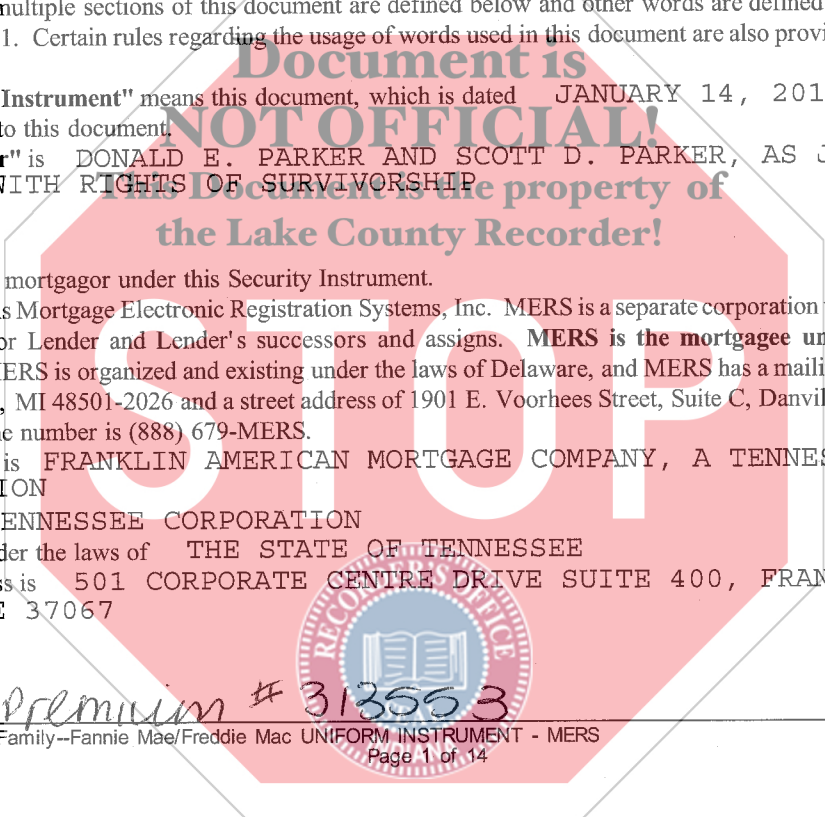 multiple sections of this document are defined below and other words are defined
1. Certain rules regarding the usage of words used in this document are also provi
Document is
Instrument" means this document, which is dated JANUARY 14, 201
to this document.
NOT OFFICIAL!
r" is DONALD E. PARKER AND SCOTT D. PARKER, AS J
WITH RIGHTS OF SURVIVORSHIP
This Document is the property of
the Lake County Recorder!
mortgagor under this Security Instrument.
s Mortgage Electronic Registration Systems, Inc. MERS is a separate corporation
or Lender and Lender's successors and assigns. MERS is the mortgagee un
ERS is organized and existing under the laws of Delaware, and MERS has a maili
, MI 48501-2026 and a street address of 1901 E. Voorhees Street, Suite C, Danvil
e number is (888) 679-MERS.
STOP
is FRANKLIN AMERICAN MORTGAGE COMPANY, A TENNES
ION
ENNESSEE CORPORATION
der the laws of THE STATE OF TENNESSEE
ss is 501 CORPORATE CENTRE DRIVE SUITE 400, FRAN
E 37067
RECORDER'S OFFICE
SEAL
INDIANA
Premium # 313553
Family--Fannie Mae/Freddie Mac UNIFORM INSTRUMENT - MERS
Page 1 of 14